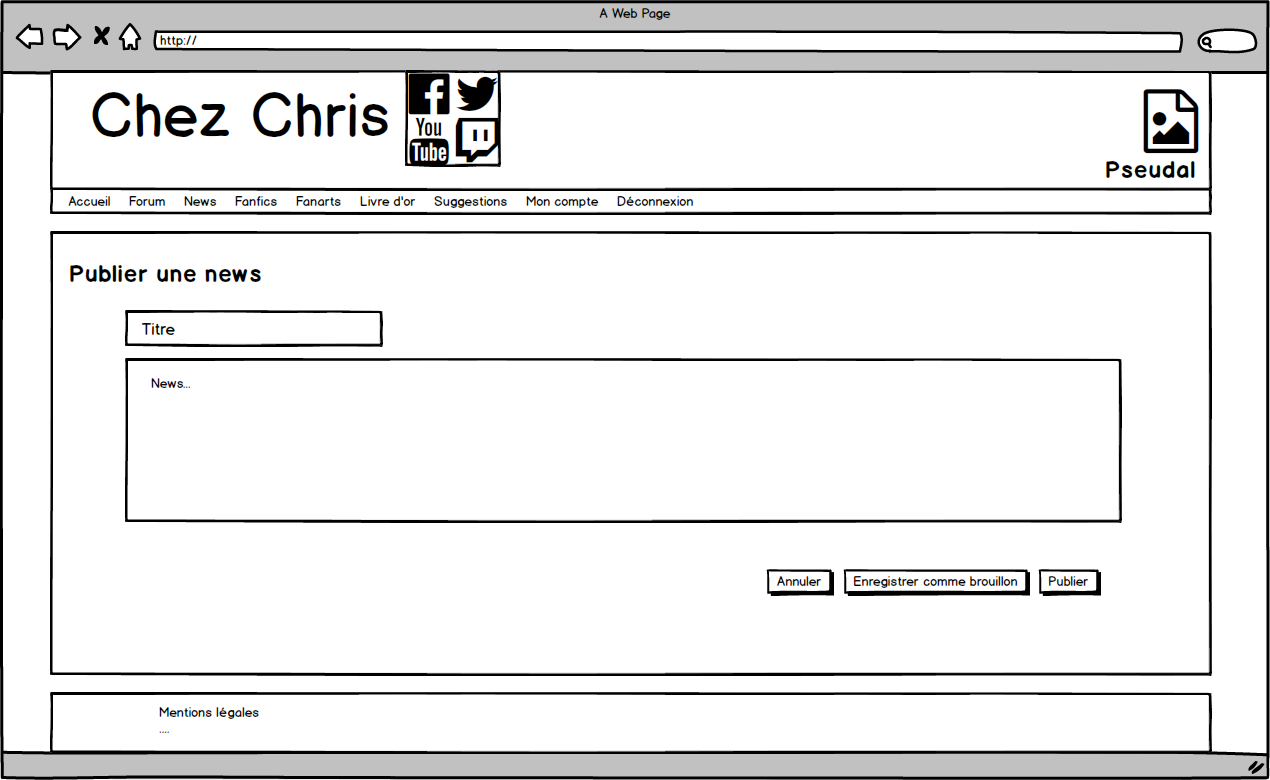 A Web Page
http://
Chez Chris
You
Tube
Pseudal
Accueil Forum News Fanfics Fanarts Livre d'or Suggestions Mon compte Déconnexion
Publier une news
Titre
News...
Annuler Enregistrer comme brouillon Publier
Mentions légales
....